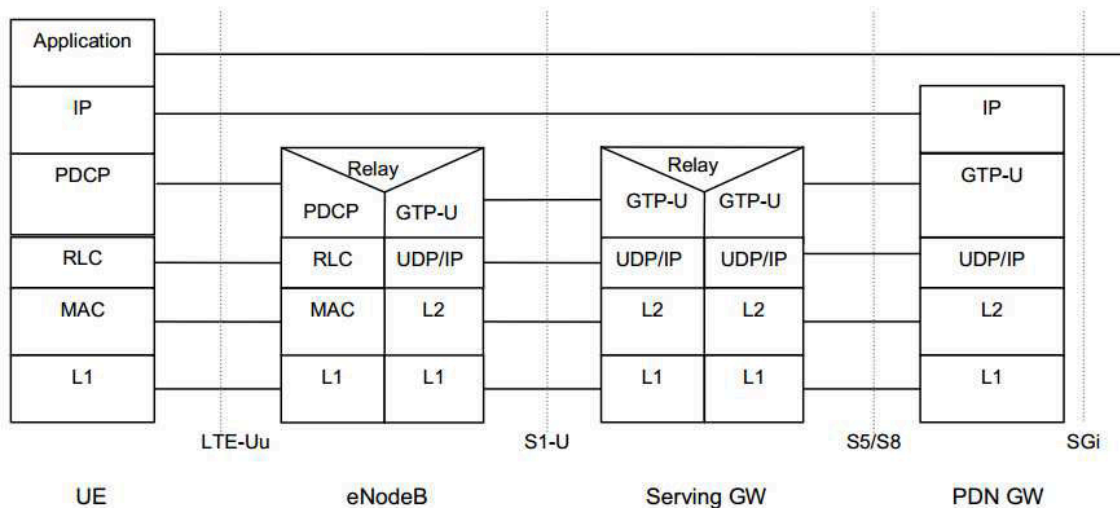 Application
IP
IP
Relay
Relay
PDCP
GTP-U
PDCP
GTP-U
GTP-U
GTP-U
RLC
RLC
UDP/IP
UDP/IP
UDP/IP
UDP/IP
MAC
MAC
L2
L2
L2
L2
L1
L1
L1
L1
L1
L1
LTE-Uu
S1-U
S5/S8
SGi
UE
eNodeB
Serving GW
PDN GW